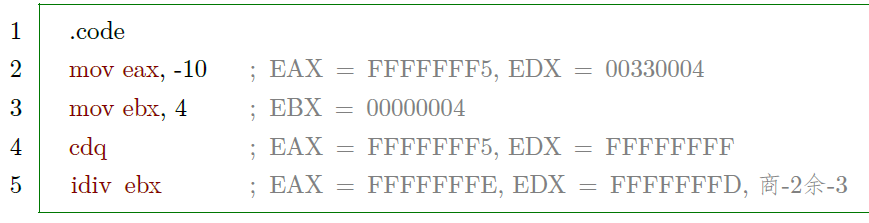 1 .code
2 mov eax, -10 ; EAX = FFFFFFF5, EDX = 00330004
3 mov ebx, 4 ; EBX = 00000004
4 cdq ; EAX = FFFFFFF5, EDX = FFFFFFFF
5 idiv ebx ; EAX = FFFFFFFE, EDX = FFFFFFFD, 商-2余-3